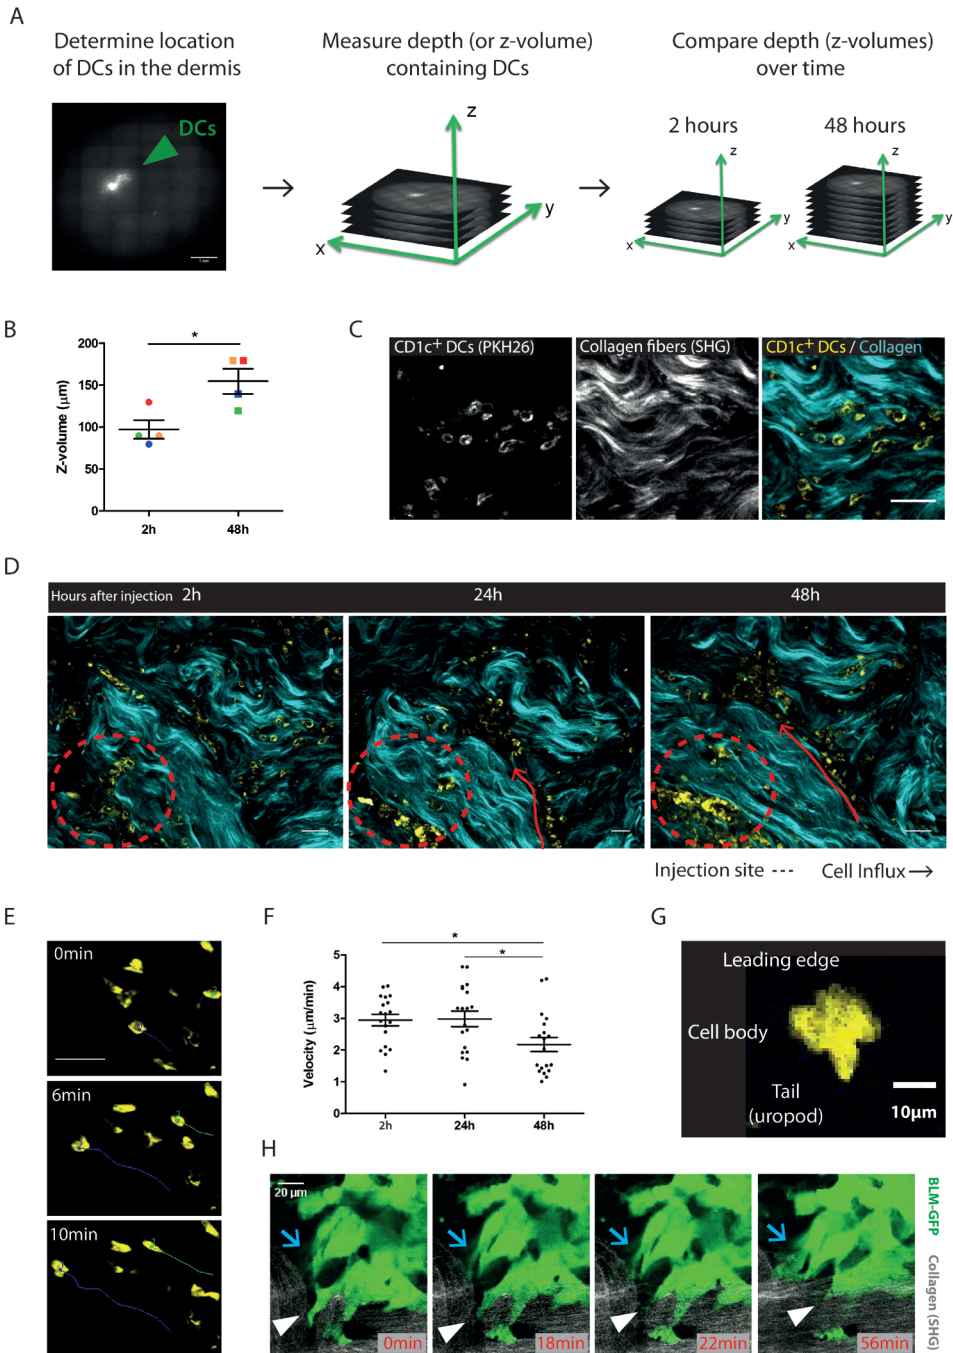 A
Determine location
of DCs in the dermis
Measure depth (or z-volume)
containing DCs
Compare depth (z-volumes)
over time
DCs
1 mm
z
y
x
2 hours
48 hours
z
y
x
z
y
x
B
*
Z-volume (µm)
200
150
100
50
0
2h
48h
C
CD1c+ DCs (PKH26)
Collagen fibers (SHG)
CD1c+ DCs / Collagen
D
Hours after injection 2h
24h
48h
Injection site ---
Cell Influx →
E
0min
6min
10min
F
*
*
Velocity (µm/min)
5
4
3
2
1
0
2h
24h
48h
G
Leading edge
Cell body
Tail
(uropod)
10µm
H
20 µm
0min
18min
22min
56min
BLM-GFP
Collagen (SHG)